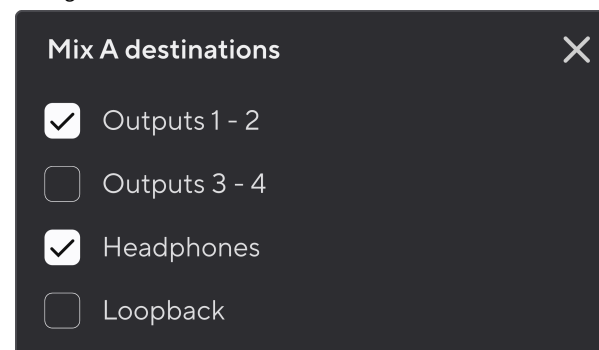 Mix A destinations
Outputs 1 - 2
Outputs 3 - 4
Headphones
Loopback